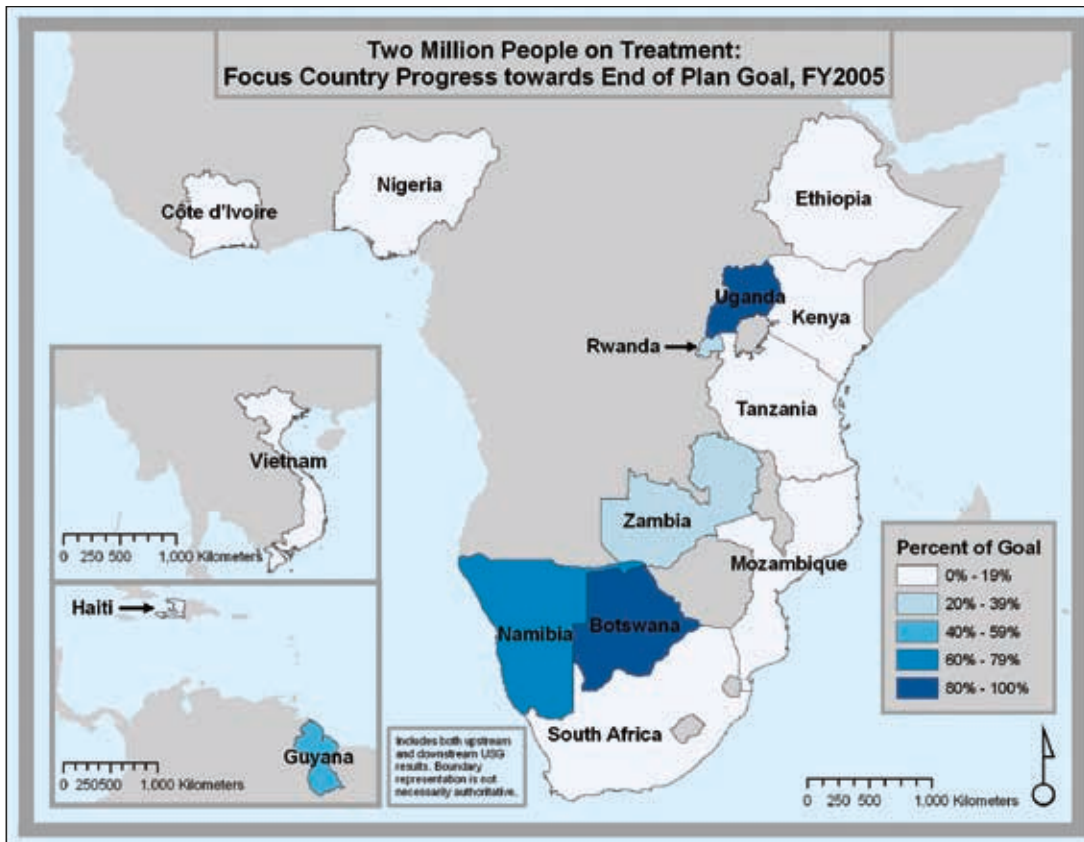 Two Million People on Treatment:
Focus Country Progress towards End of Plan Goal, FY2005
Nigeria
Côte d'Ivoire
Ethiopia
Uganda
Kenya
Rwanda
Tanzania
Vietnam
0 250 500 1,000 Kilometers
Zambia
Mozambique
Haiti
Namibia
Botswana
South Africa
Guyana
0 250500 1,000 Kilometers
Includes both upstream
and downstream USG
results. Boundary
representation is not
necessarily authoritative.
Percent of Goal
0% - 19%
20% - 39%
40% - 59%
60% - 79%
80% - 100%
0 250 500 1,000 Kilometers